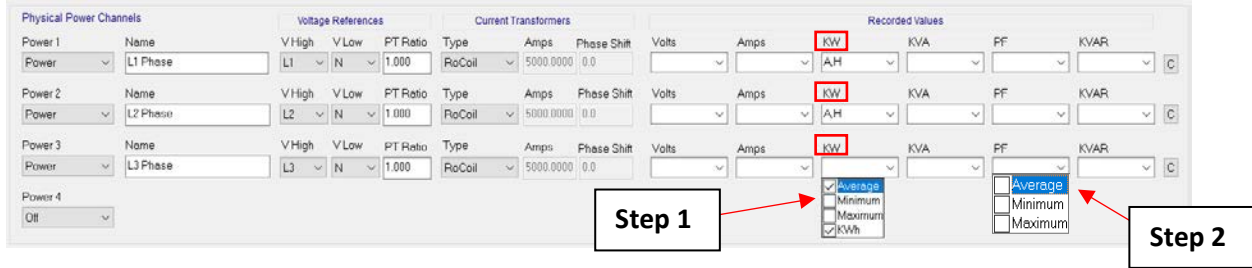 Physical Power Channels Voltage References Current Transformers Recorded Values
Power 1 Name V High V Low PT Ratio Type Amps Phase Shift Volts Amps KW KVA PF KVAR
Power L1 Phase L1 N 1.000 RoCoil 5000.0000 0.0 A,H C
Power 2 Name V High V Low PT Ratio Type Amps Phase Shift Volts Amps KW KVA PF KVAR
Power L2 Phase L2 N 1.000 RoCoil 5000.0000 0.0 A,H C
Power 3 Name V High V Low PT Ratio Type Amps Phase Shift Volts Amps KW KVA PF KVAR
Power L3 Phase L3 N 1.000 RoCoil 5000.0000 0.0 C
Power 4
Off
Average
Minimum
Maximum
KWh
Average
Minimum
Maximum
Step 1
Step 2